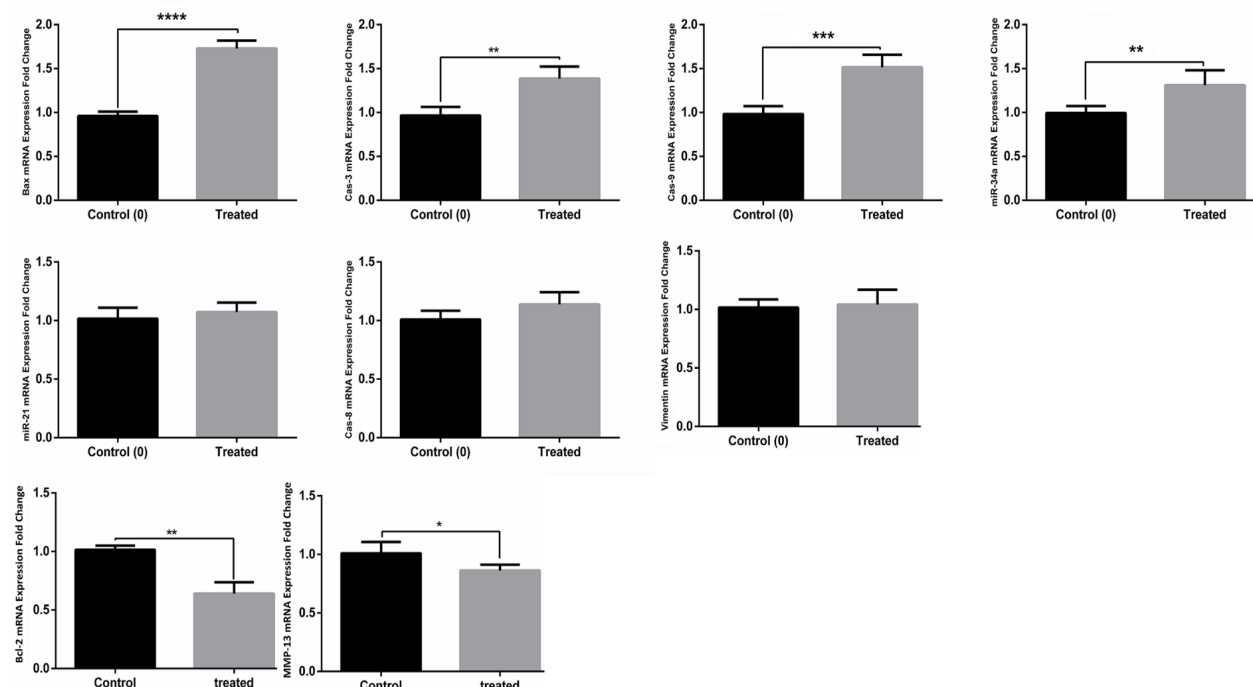 Bax mRNA Expression Fold Change
2.0
1.5
1.0
0.5
0.0
****
Control (0) Treated
Cas-3 mRNA Expression Fold Change
2.0
1.5
1.0
0.5
0.0
**
Control (0) Treated
Cas-9 mRNA Expression Fold Change
2.0
1.5
1.0
0.5
0.0
***
Control (0) Treated
miR-34a mRNA Expression Fold Change
2.0
1.5
1.0
0.5
0.0
**
Control (0) Treated
miR-21 mRNA Expression Fold Change
1.5
1.0
0.5
0.0
Control (0) Treated
Cas-8 mRNA Expression Fold Change
1.5
1.0
0.5
0.0
Control (0) Treated
Vimentin mRNA Expression Fold Change
1.5
1.0
0.5
0.0
Control (0) Treated
Bcl-2 mRNA Expression Fold Change
1.5
1.0
0.5
0.0
**
Control treated
MMP-13 mRNA Expression Fold Change
1.5
1.0
0.5
0.0
*
Control treated